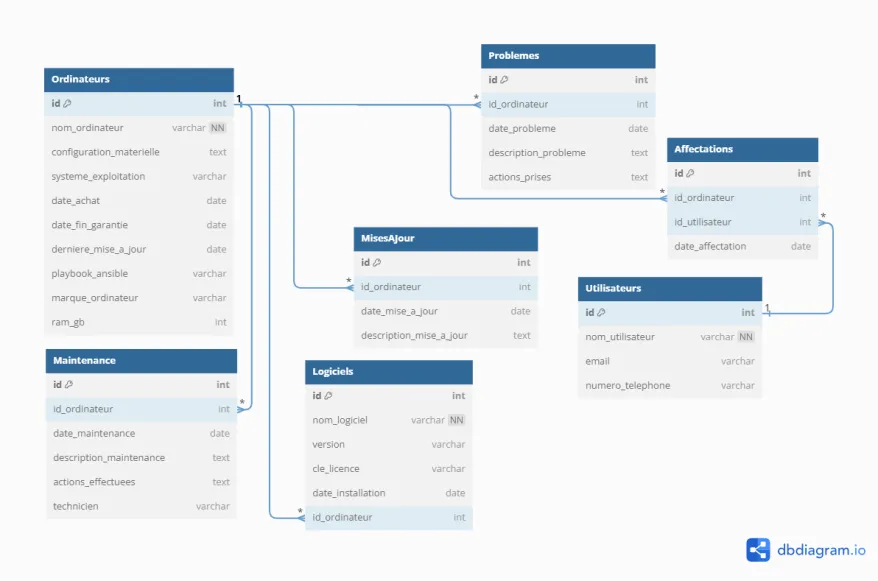 Ordinateurs
id int
nom_ordinateur varchar NN
configuration_materielle text
systeme_exploitation varchar
date_achat date
date_fin_garantie date
derniere_mise_a_jour date
playbook_ansible varchar
marque_ordinateur varchar
ram_gb int
1
Maintenance
id int
id_ordinateur int
date_maintenance date
description_maintenance text
actions_effectuees text
technicien varchar
*
MisesAJour
id int
* id_ordinateur int
date_mise_a_jour date
description_mise_a_jour text
Logiciels
id int
nom_logiciel varchar NN
version varchar
cle_licence varchar
date_installation date
* id_ordinateur int
Problemes
id int
* id_ordinateur int
date_probleme date
description_probleme text
actions_prises text
Affectations
id int
* id_ordinateur int
id_utilisateur int *
date_affectation date
Utilisateurs
id int 1
nom_utilisateur varchar NN
email varchar
numero_telephone varchar
dbdiagram.io